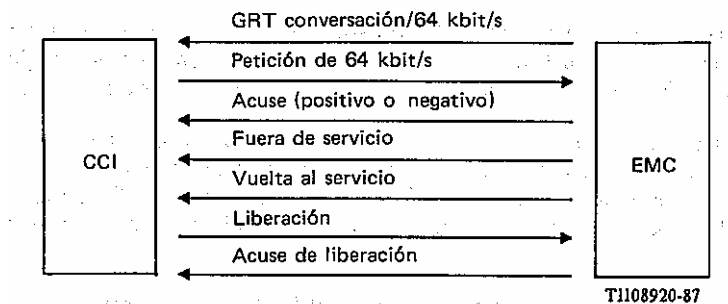 GRT conversación/64 kbit/s
Petición de 64 kbit/s
Acuse (positivo o negativo)
Fuera de servicio
CCI
EMC
Vuelta al servicio
Liberación
Acuse de liberación
T1108920-87